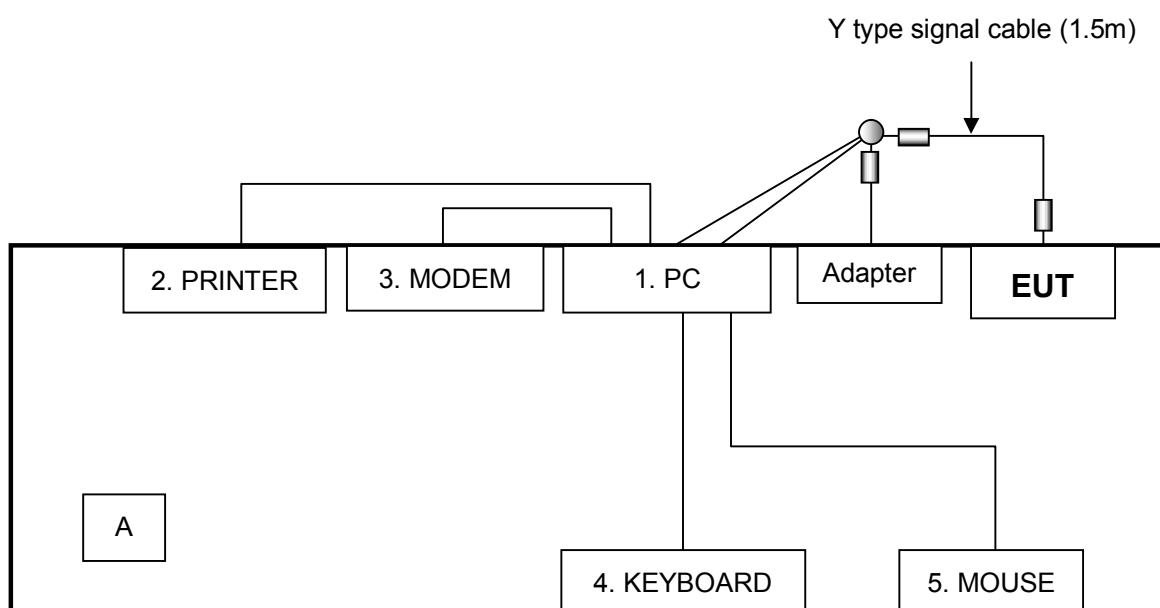 Y type signal cable (1.5m)
2. PRINTER
3. MODEM
1. PC
Adapter
EUT
A
4. KEYBOARD
5. MOUSE